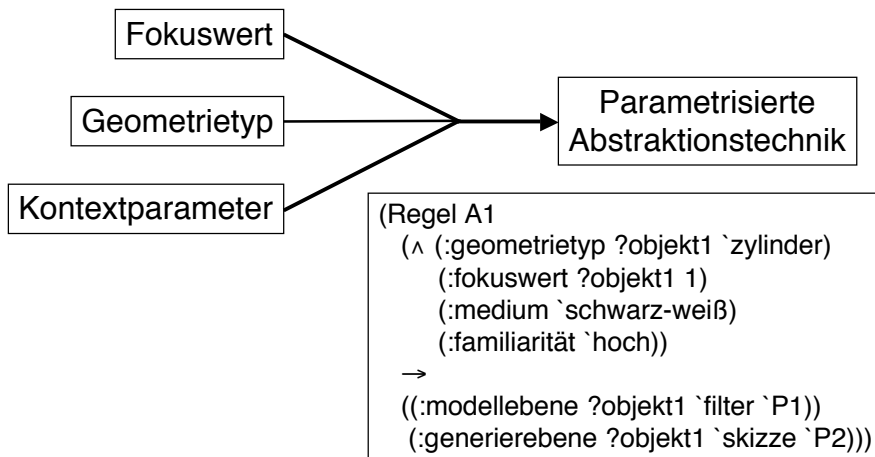 Fokuswert
Geometrietyp
Kontextparameter
Parametrisierte
Abstraktionstechnik
(Regel A1
(∧ (:geometrietyp ?objekt1 `zylinder)
(:fokuswert ?objekt1 1)
(:medium `schwarz-weiß)
(:familiarität `hoch))
→
((:modellebene ?objekt1 `filter `P1))
(:generierebene ?objekt1 `skizze `P2)))